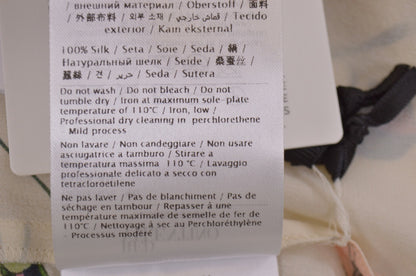 внешний материал / Oberstoff / 面料
/ 外部布料 / 외부 소재 / قماش خارجي / Tecido
exterior / Kain eksternal
100% Silk / Seta / Soie / Seda / 絹 /
Натуральный шелк / Seide / 桑蚕丝 /
蠶絲 / 견 / حرير / Seda / Sutera
Do not wash / Do not bleach / Do not
tumble dry / Iron at maximum sole-plate
temperature of 110°C / Iron, low /
Professional dry cleaning in perchlorethene
- Mild process
Non lavare / Non candeggiare / Non usare
asciugatrice a tamburo / Stirare a
temperatura massima 110 °C / Lavaggio
professionale delicato a secco con
tetracloroetilene
Ne pas laver / Pas de blanchiment / Pas de
séchage en tambour / Repasser à une
température maximale de semelle de fer de
110°C / Nettoyage à sec au Perchloréthylène
- Processus modéré